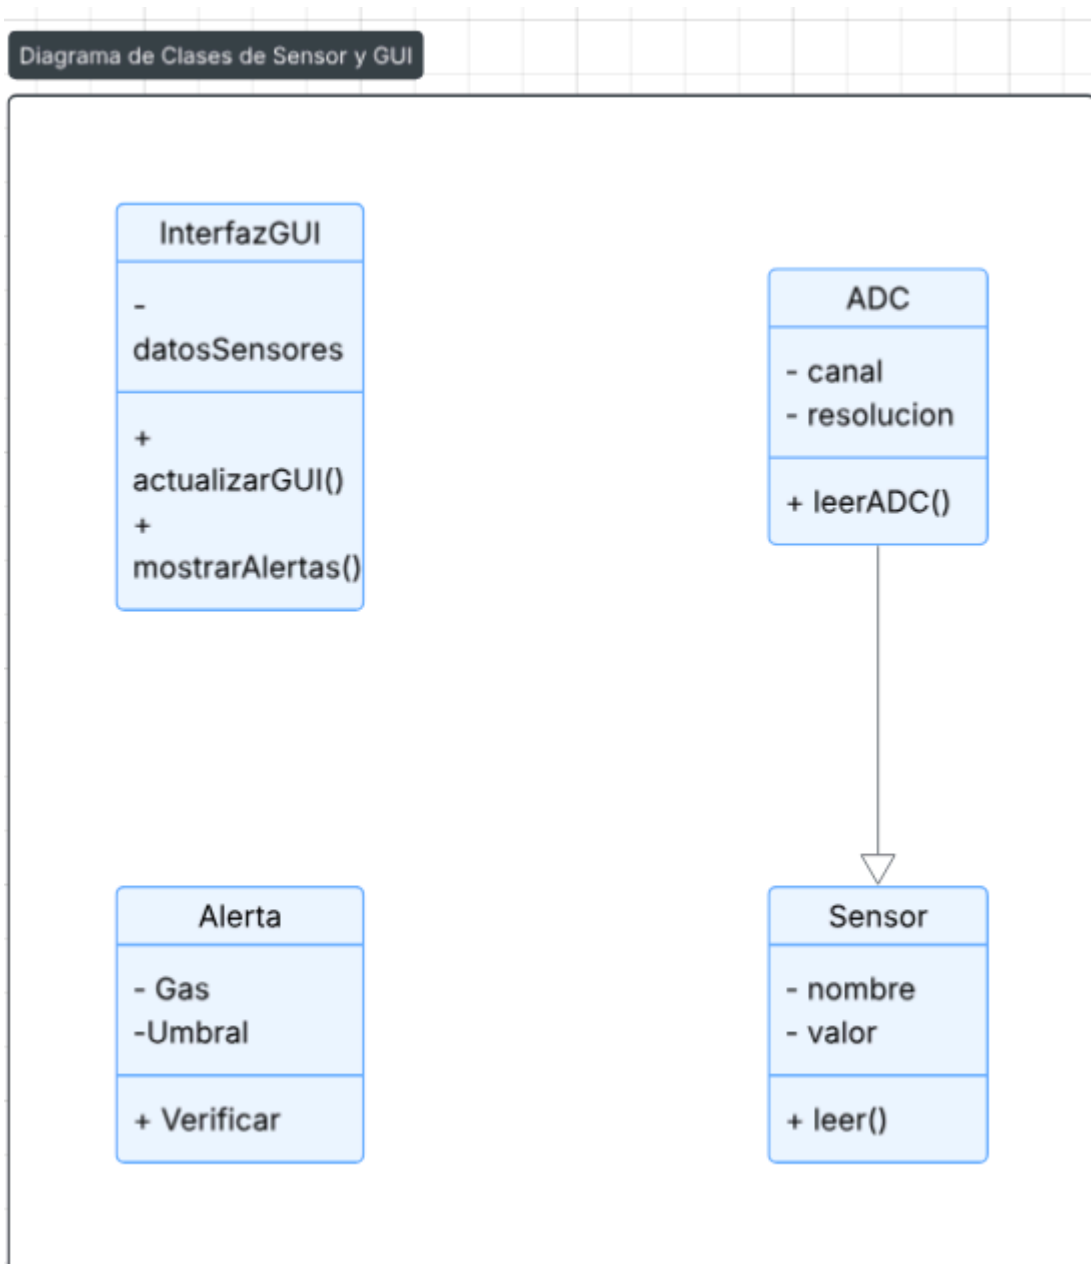 Diagrama de Clases de Sensor y GUI
InterfazGUI
-
datosSensores
+
actualizarGUI()
+
mostrarAlertas()
ADC
- canal
- resolucion
+ leerADC()
Alerta
- Gas
-Umbral
+ Verificar
Sensor
- nombre
- valor
+ leer()